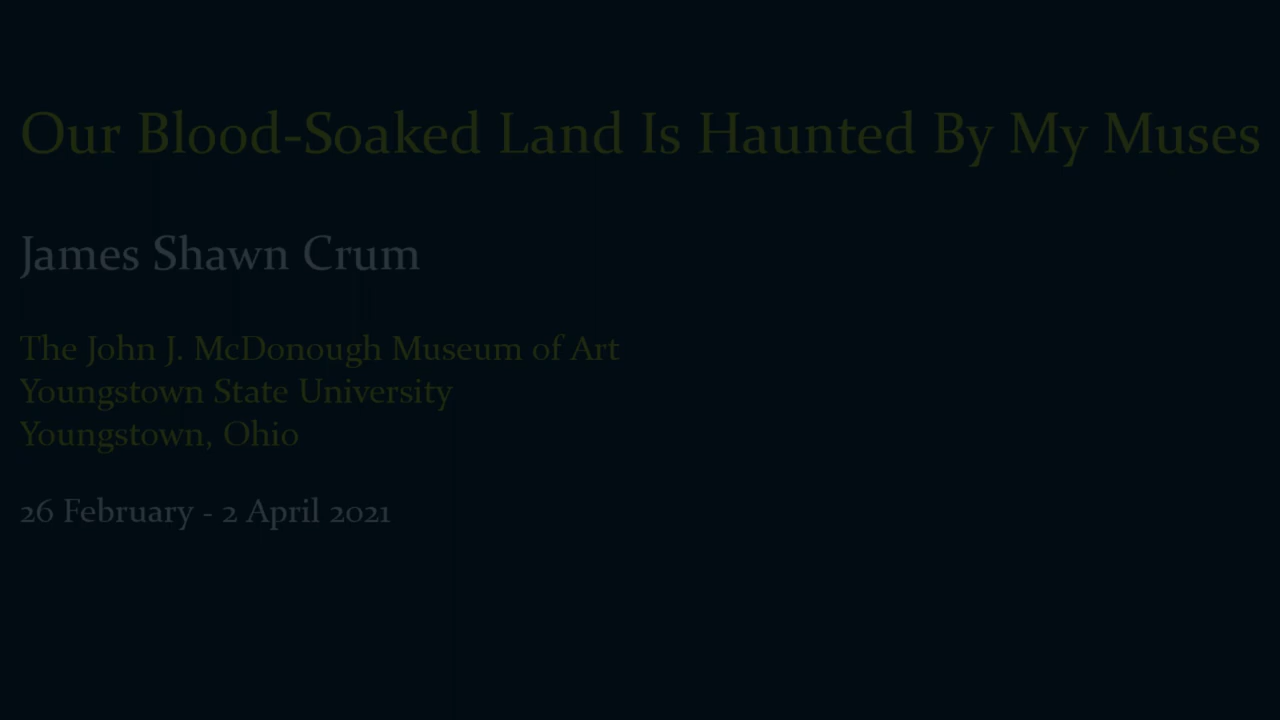 Our Blood-Soaked Land Is Haunted By My Muses
James Shawn Crum
The John J. McDonough Museum of Art
Youngstown State University
Youngstown, Ohio
26 February - 2 April 2021